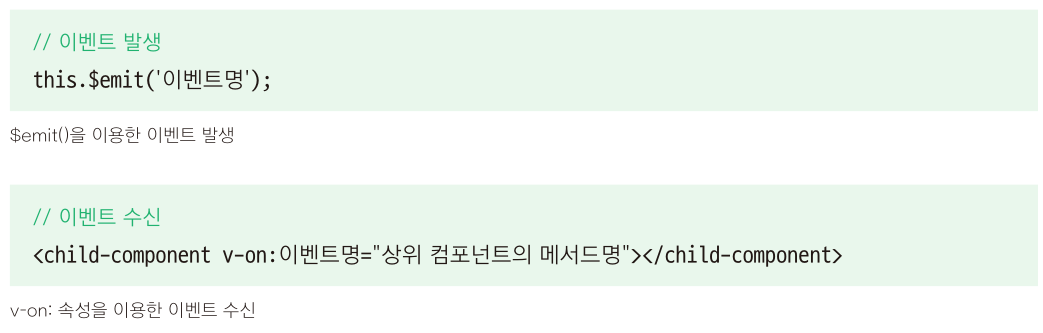 // 이벤트 발생
this.$emit('이벤트명');
$emit()을 이용한 이벤트 발생
// 이벤트 수신
<child-component v-on:이벤트명="상위 컴포넌트의 메서드명"></child-component>
v-on: 속성을 이용한 이벤트 수신